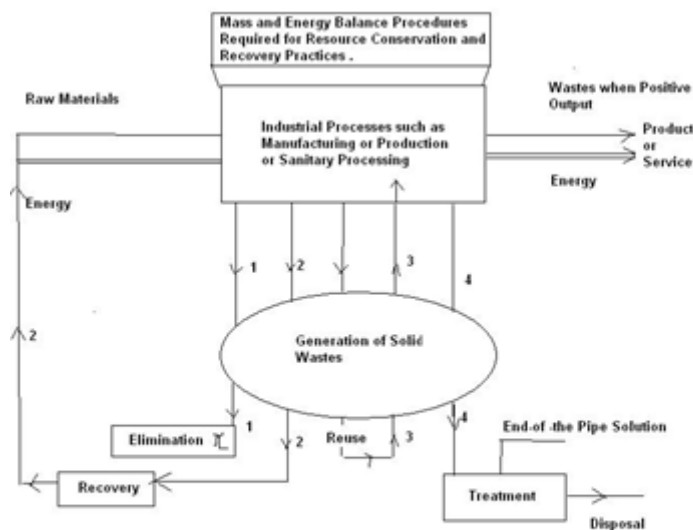 Mass and Energy Balance Procedures
Required for Resource Conservation and
Recovery Practices .
Raw Materials
Wastes when Positive
Output
Industrial Processes such as
Manufacturing or Production
or Sanitary Processing
Product
or
Service
Energy
Energy
1
2
3
4
2
Generation of Solid
Wastes
1
2
Reuse
3
4
End-of -the Pipe Solution
Elimination
Recovery
Treatment
Disposal